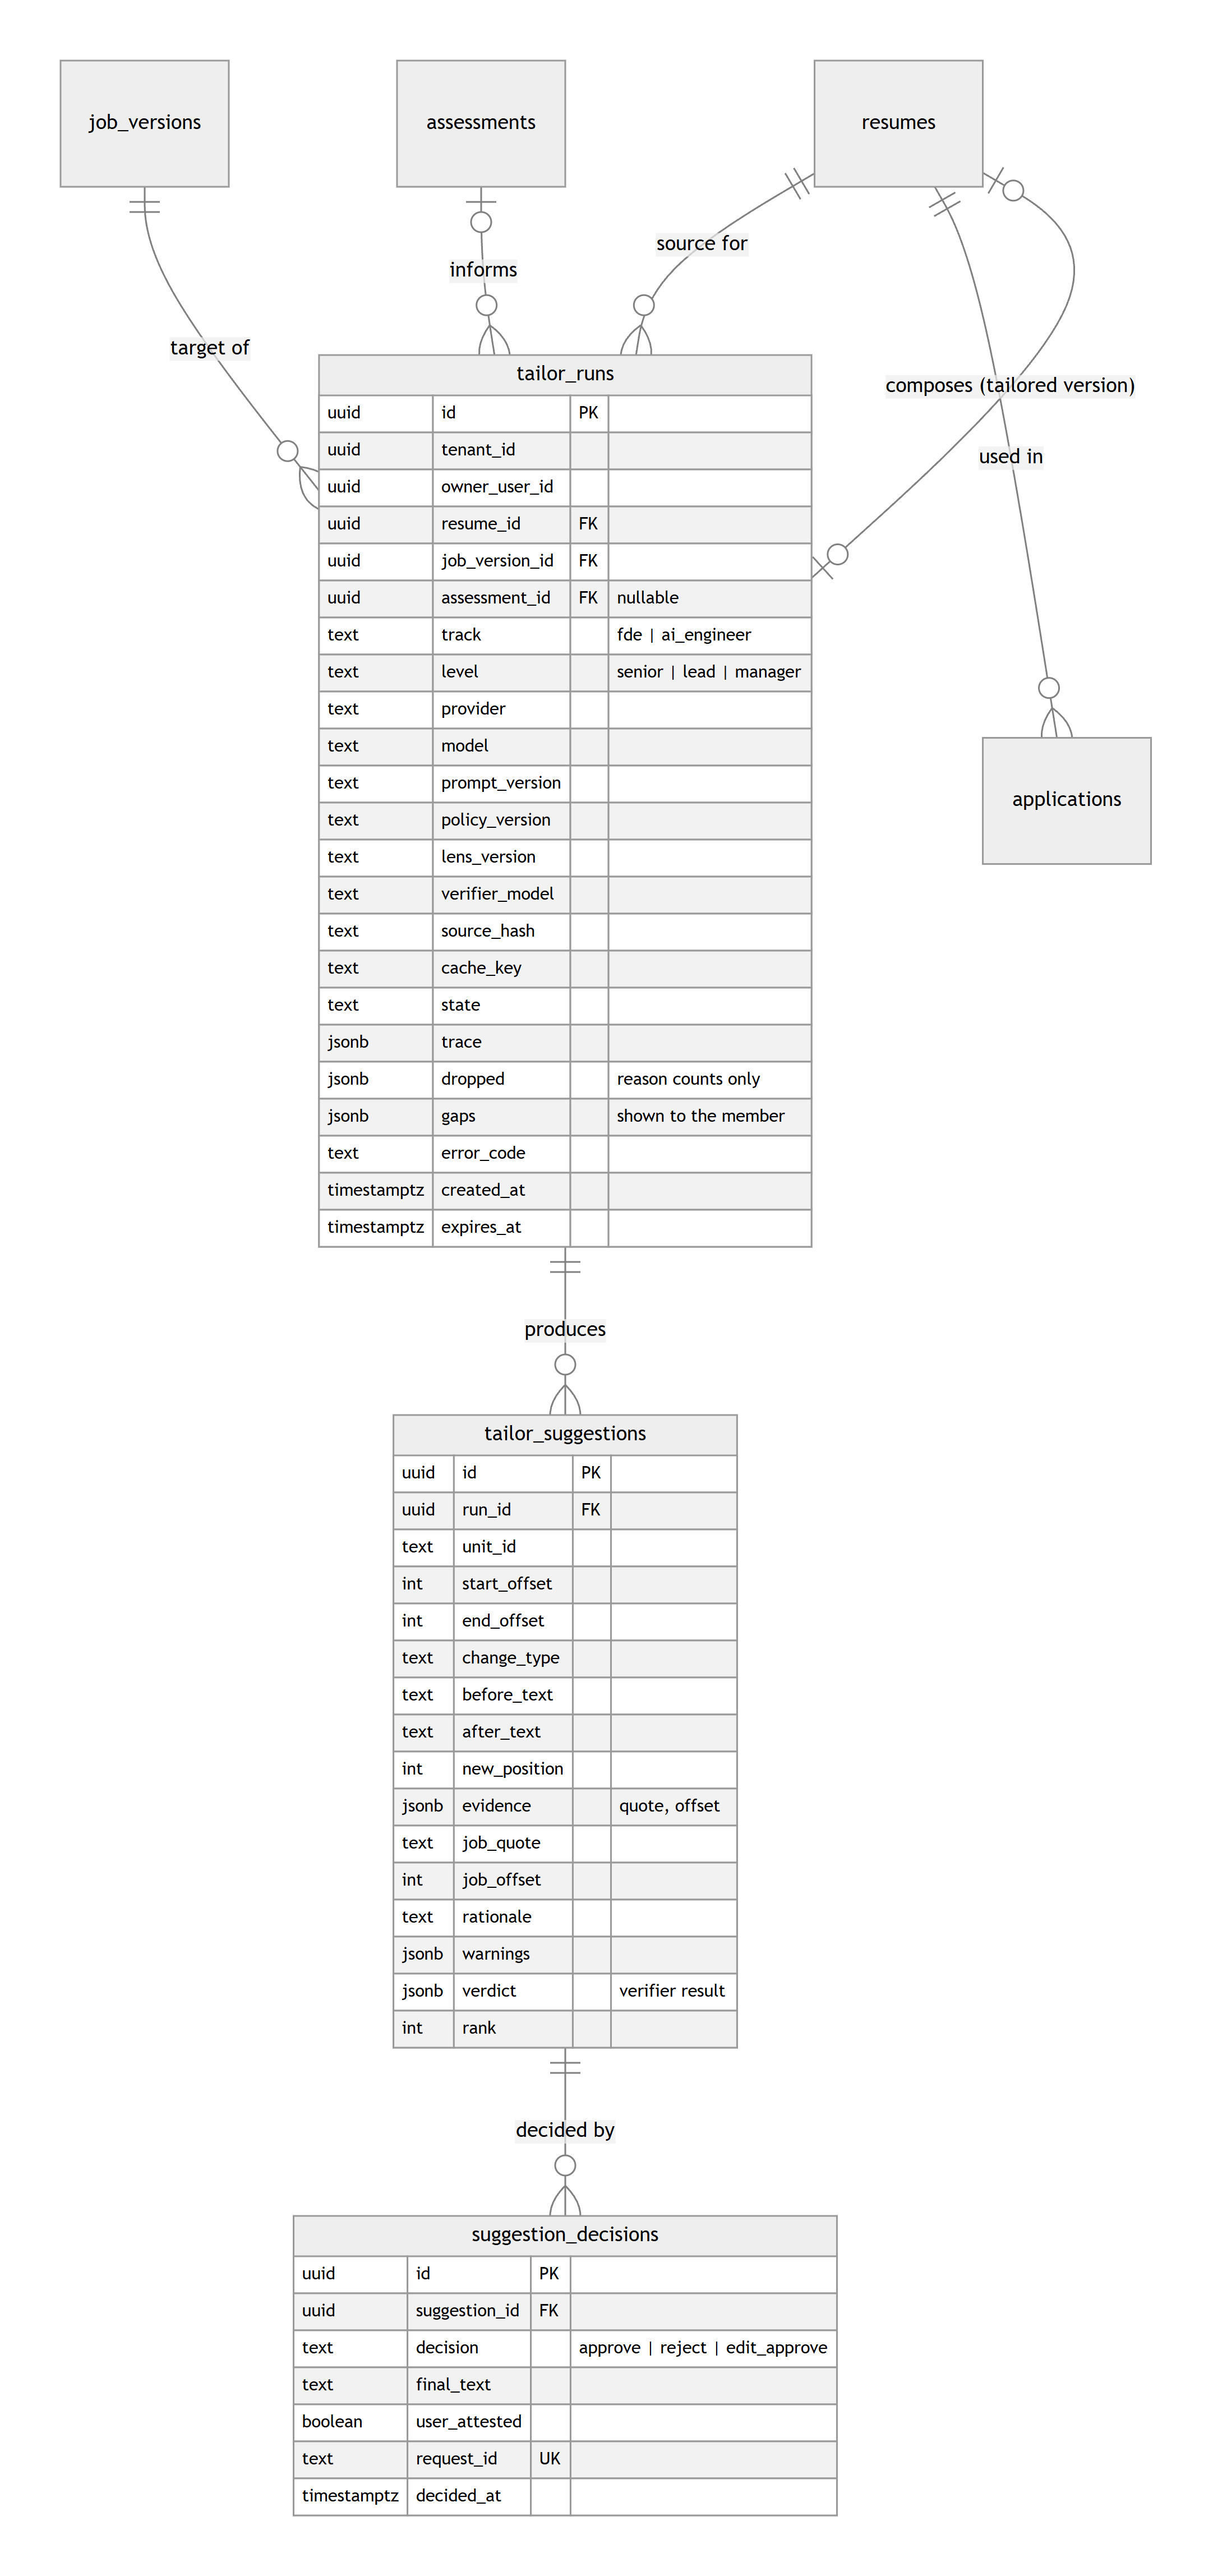 job_versions
assessments
resumes
source for
informs
target of
composes (tailored version)
used in
applications
tailor_runs
uuid id PK
uuid tenant_id
uuid owner_user_id
uuid resume_id FK
uuid job_version_id FK
uuid assessment_id FK nullable
text track fde | ai_engineer
text level senior | lead | manager
text provider
text model
text prompt_version
text policy_version
text lens_version
text verifier_model
text source_hash
text cache_key
text state
jsonb trace
jsonb dropped reason counts only
jsonb gaps shown to the member
text error_code
timestamptz created_at
timestamptz expires_at
produces
tailor_suggestions
uuid id PK
uuid run_id FK
text unit_id
int start_offset
int end_offset
text change_type
text before_text
text after_text
int new_position
jsonb evidence quote, offset
text job_quote
int job_offset
text rationale
jsonb warnings
jsonb verdict verifier result
int rank
decided by
suggestion_decisions
uuid id PK
uuid suggestion_id FK
text decision approve | reject | edit_approve
text final_text
boolean user_attested
text request_id UK
timestamptz decided_at